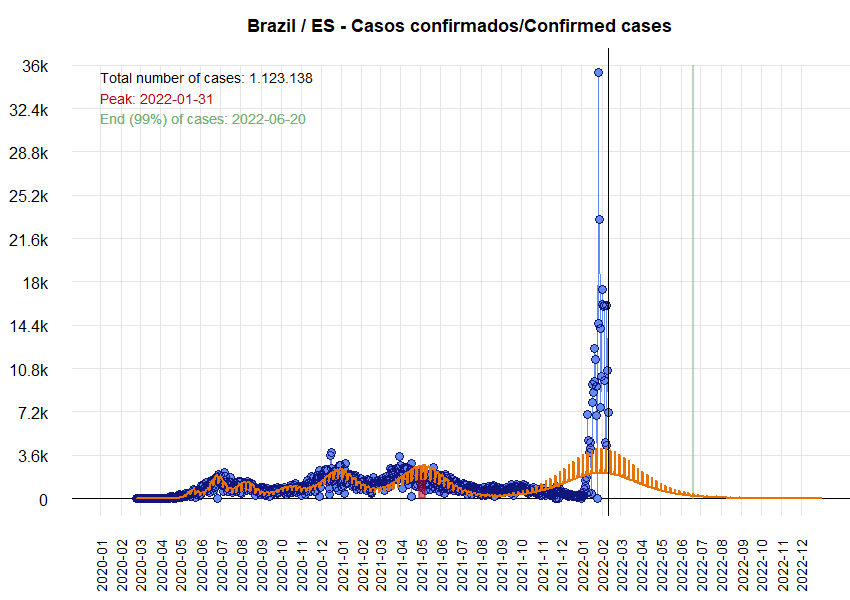 Brazil / ES - Casos confirmados/Confirmed cases
36k
32.4k
28.8k
25.2k
21.6k
18k
14.4k
10.8k
7.2k
3.6k
0
Total number of cases: 1.123.138
Peak: 2022-01-31
End (99%) of cases: 2022-06-20
2020-01
2020-02
2020-03
2020-04
2020-05
2020-06
2020-07
2020-08
2020-09
2020-10
2020-11
2020-12
2021-01
2021-02
2021-03
2021-04
2021-05
2021-06
2021-07
2021-08
2021-09
2021-10
2021-11
2021-12
2022-01
2022-02
2022-03
2022-04
2022-05
2022-06
2022-07
2022-08
2022-09
2022-10
2022-11
2022-12